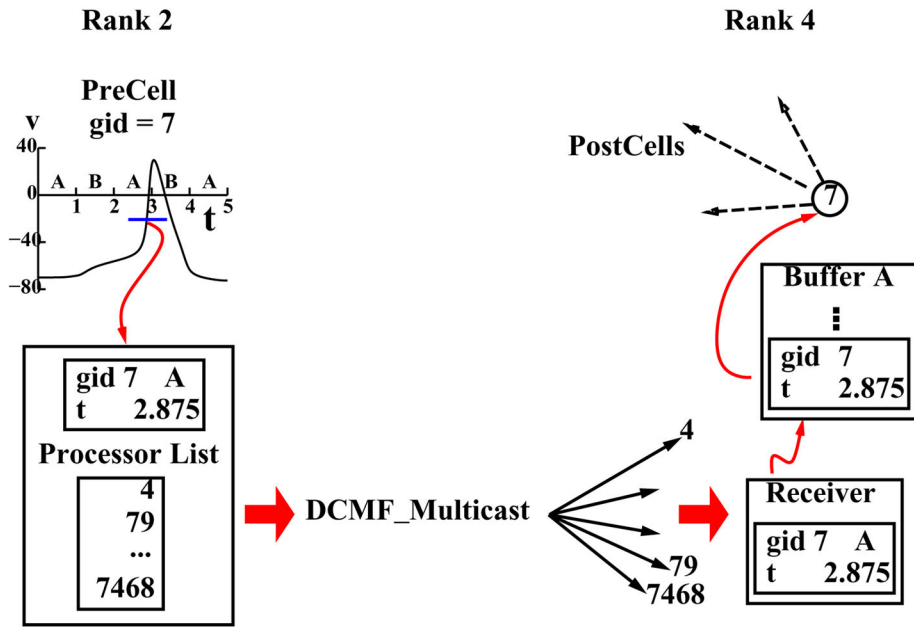 Rank 2
PreCell
gid = 7
v
40
0
−40
−80
A B A B A
1 2 3 4 5
t
gid 7 A
t 2.875
Processor List
4
79
...
7468
DCMF_Multicast
4
79
7468
Rank 4
PostCells
7
Buffer A
gid 7
t 2.875
Receiver
gid 7 A
t 2.875